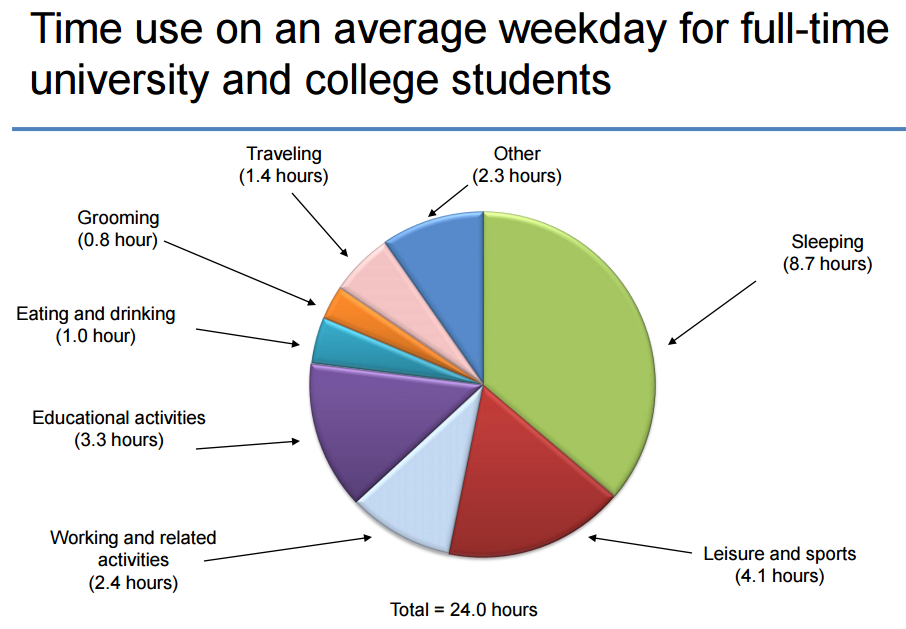 Time use on an average weekday for full-time
university and college students
Traveling
(1.4 hours)
Other
(2.3 hours)
Grooming
(0.8 hour)
Sleeping
(8.7 hours)
Eating and drinking
(1.0 hour)
Educational activities
(3.3 hours)
Working and related
activities
(2.4 hours)
Leisure and sports
(4.1 hours)
Total = 24.0 hours